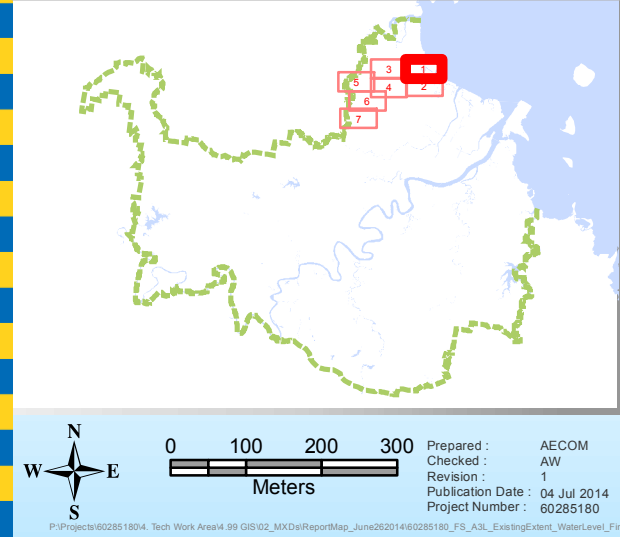 3 1
5 4 2
6
7
N
W E
S
0 100 200 300
Meters
Prepared : AECOM
Checked : AW
Revision : 1
Publication Date : 04 Jul 2014
Project Number : 60285180
P:\Projects\60285180\4. Tech Work Area\4.99 GIS\02_MXDs\ReportMap_June262014\60285180_FS_A3L_ExistingExtent_WaterLevel_Fir